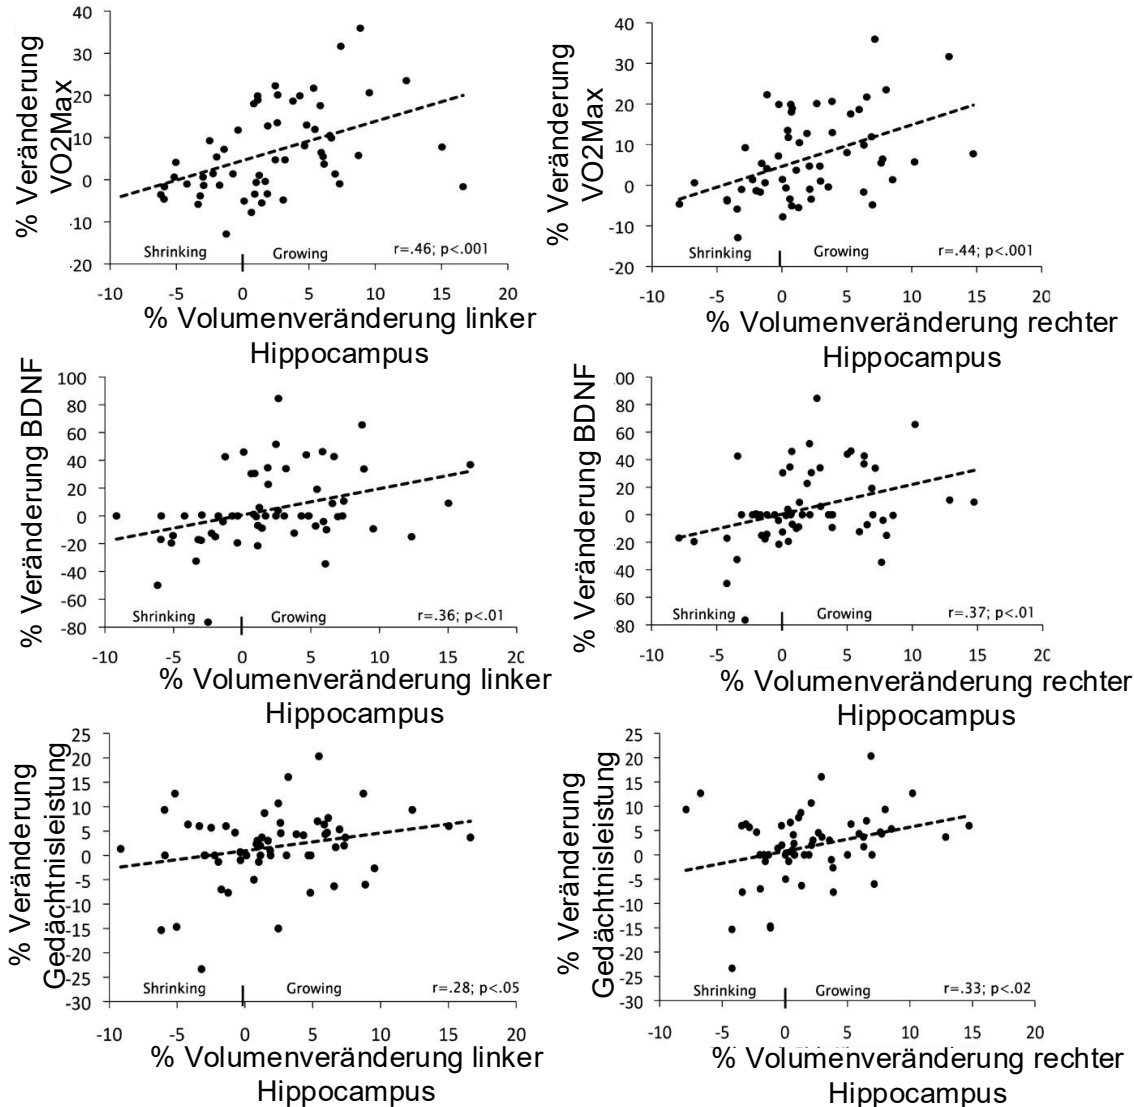 % Veränderung
VO2Max
40
30
20
10
0
-10
-20
Shrinking
Growing
r=.46; p<.001
-10 -5 0 5 10 15 20
% Volumenveränderung linker
Hippocampus
% Veränderung
VO2Max
40
30
20
10
0
-10
-20
Shrinking
Growing
r=.44; p<.001
-10 -5 0 5 10 15 20
% Volumenveränderung rechter
Hippocampus
% Veränderung BDNF
100
80
60
40
20
0
-20
-40
-60
-80
Shrinking
Growing
r=.36; p<.01
-10 -5 0 5 10 15 20
% Volumenveränderung linker
Hippocampus
% Veränderung BDNF
00
80
60
40
20
0
-20
-40
-60
-80
Shrinking
Growing
r=.37; p<.01
-10 -5 0 5 10 15 20
% Volumenveränderung rechter
Hippocampus
% Veränderung
Gedächtnisleistung
25
20
15
10
5
0
-5
-10
-15
-20
-25
-30
Shrinking
Growing
r=.28; p<.05
-10 -5 0 5 10 15 20
% Volumenveränderung linker
Hippocampus
% Veränderung
Gedächtnisleistung
25
20
15
10
5
0
-5
-10
-15
-20
-25
-30
Shrinking
Growing
r=.33; p<.02
-10 -5 0 5 10 15 20
% Volumenveränderung rechter
Hippocampus